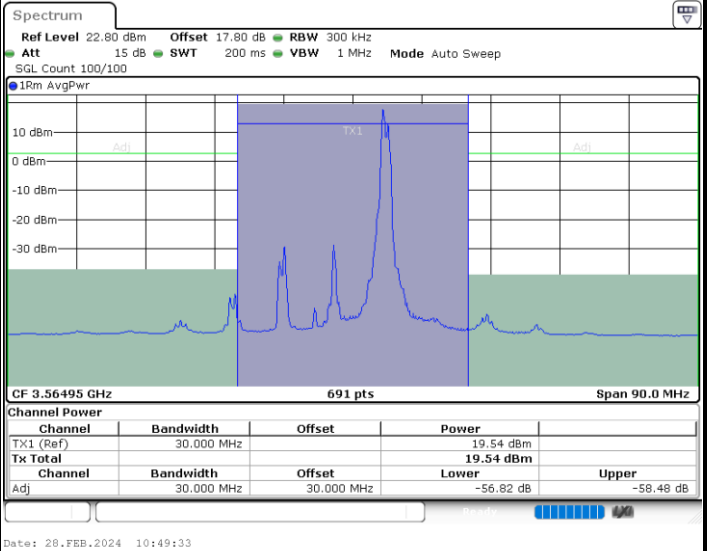 Spectrum
Ref Level 22.80 dBm Offset 17.80 dB RBW 300 kHz
Att 15 dB SWT 200 ms VBW 1 MHz Mode Auto Sweep
SGL Count 100/100
1Rm AvgPwr
TX1
10 dBm
Adj Adj
0 dBm
-10 dBm
-20 dBm
-30 dBm
CF 3.56495 GHz 691 pts Span 90.0 MHz
Channel Power
Channel Bandwidth Offset Power
TX1 (Ref) 30.000 MHz 19.54 dBm
Tx Total 19.54 dBm
Channel Bandwidth Offset Lower Upper
Adj 30.000 MHz 30.000 MHz -56.82 dB -58.48 dB
Ready
Date: 28.FEB.2024 10:49:33